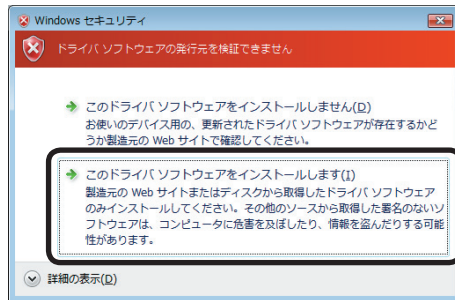 Windows セキュリティ
ドライバ ソフトウェアの発行元を検証できません
このドライバ ソフトウェアをインストールしません(D)
お使いのデバイス用の、更新されたドライバ ソフトウェアが存在するかど
うか製造元の Web サイトで確認してください。
このドライバ ソフトウェアをインストールします(I)
製造元の Web サイトまたはディスクから取得したドライバ ソフトウェア
のみインストールしてください。その他のソースから取得した署名のないソ
フトウェアは、コンピュータに危害を及ぼしたり、情報を盗んだりする可能
性があります。
詳細の表示(D)